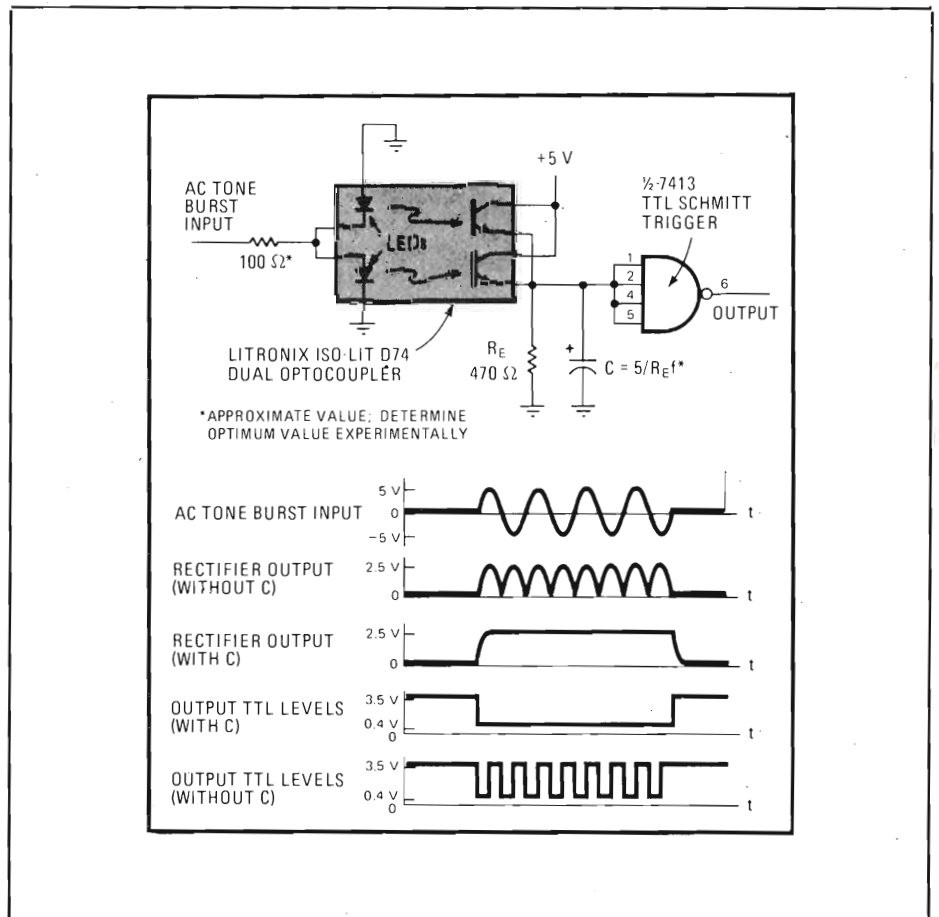 +5 V
AC TONE
BURST
INPUT
100 Ω*
LEDs
½-7413
TTL SCHMITT
TRIGGER
1
2
4
5
6
OUTPUT
LITRONIX ISO-LIT D74
DUAL OPTOCOUPLER
RE
470 Ω
+
C = 5/REf*
*APPROXIMATE VALUE; DETERMINE
OPTIMUM VALUE EXPERIMENTALLY
AC TONE BURST INPUT
5 V
0
-5 V
t
RECTIFIER OUTPUT
(WITHOUT C)
2.5 V
0
t
RECTIFIER OUTPUT
(WITH C)
2.5 V
0
t
OUTPUT TTL LEVELS
(WITH C)
3.5 V
0.4 V
0
t
OUTPUT TTL LEVELS
(WITHOUT C)
3.5 V
0.4 V
0
t